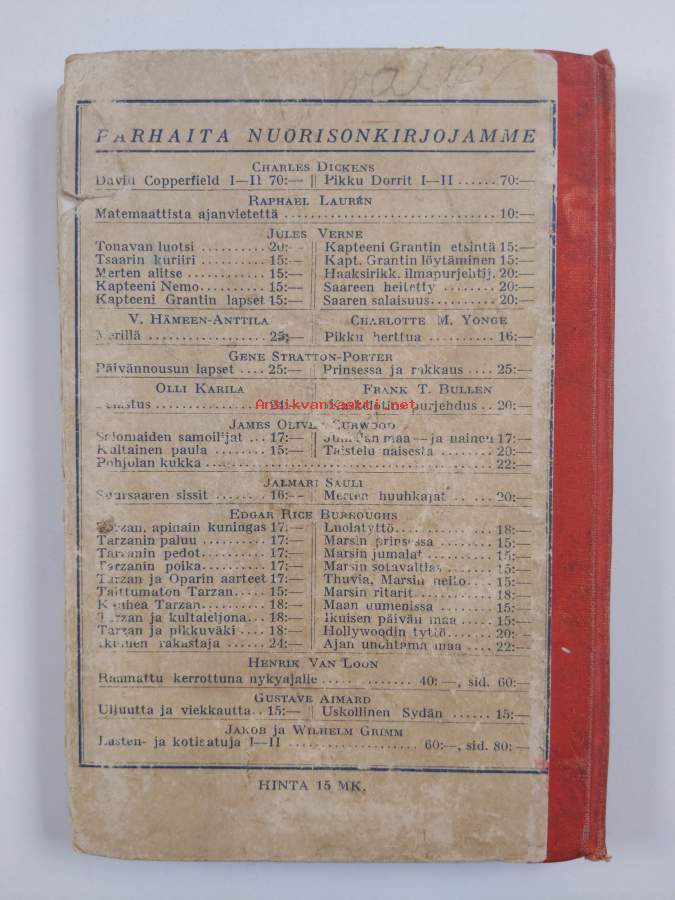 PARHAITA NUORISONKIRJOJAMME
CHARLES DICKENS
David Copperfield I—II 70:— Pikku Dorrit I—II ...... 70:—
RAPHAEL LAURÉN
Matemaattista ajanvietettä .................... 10:—
JULES VERNE
Tonavan luotsi ......... 20:— Kapteeni Grantin etsintä 15:—
Tsaarin kuriiri ......... 15:— Kapt. Grantin löytäminen 15:—
Merten alitse .......... 15:— Haaksirikk. ilmapurjehtij. 20:—
Kapteeni Nemo......... 15:— Saareen heitetty ........ 20:—
Kapteeni Grantin lapset 15:— Saaren salaisuus......... 20:—
V. HÄMEEN-ANTTILA CHARLOTTE M. YONGE
Merillä ................ 25:— Pikku herttua .......... 16:—
GENE STRATTON-PORTER
Päivännousun lapset .... 25:— Prinsessa ja rakkaus .... 25:—
OLLI KARILA FRANK T. BULLEN
Antikvariaatti.net purjehdus .. 20:—
JAMES OLIVER CURWOOD
Salomaiden samoilijat ... 17:— Jumalan maa — ja nainen 17:—
Kultainen paula ........ 15:— Taistelu naisesta ........ 20:—
Pohjolan kukka .................................... 22:—
JALMARI SAULI
Suursaaren sissit ........ 16:— Merten huuhkajat ....... 20:—
EDGAR RICE BURROUGHS
Tarzan, apinain kuningas 17:— Luolatyttö............... 18:—
Tarzanin paluu ......... 17:— Marsin prinsessa ........ 15:—
Tarzanin pedot.......... 17:— Marsin jumalat ......... 15:—
Tarzanin poika.......... 17:— Marsin sotavaltias....... 15:—
Tarzan ja Oparin aarteet 17:— Thuvia, Marsin neito.... 15:—
Taittumaton Tarzan..... 15:— Marsin ritarit........... 18:—
Kauhea Tarzan.......... 18:— Maan uumenissa ........ 15:—
Tarzan ja kultaleijona... 18:— Ikuisen päivän maa ..... 15:—
Tarzan ja pikkuväki .... 18:— Hollywoodin tyttö....... 20:—
Ikuinen rakastaja ....... 24:— Ajan unohtama maa .... 22:—
HENRIK VAN LOON
Raamattu kerrottuna nykyajalle ............ 40:—, sid. 60:—
GUSTAVE AIMARD
Uljuutta ja viekkautta.. 15:— Uskollinen Sydän ...... 15:—
JAKOB ja WILHELM GRIMM
Lasten- ja kotisatuja I—II .................... 60:—, sid. 80:—
HINTA 15 MK.